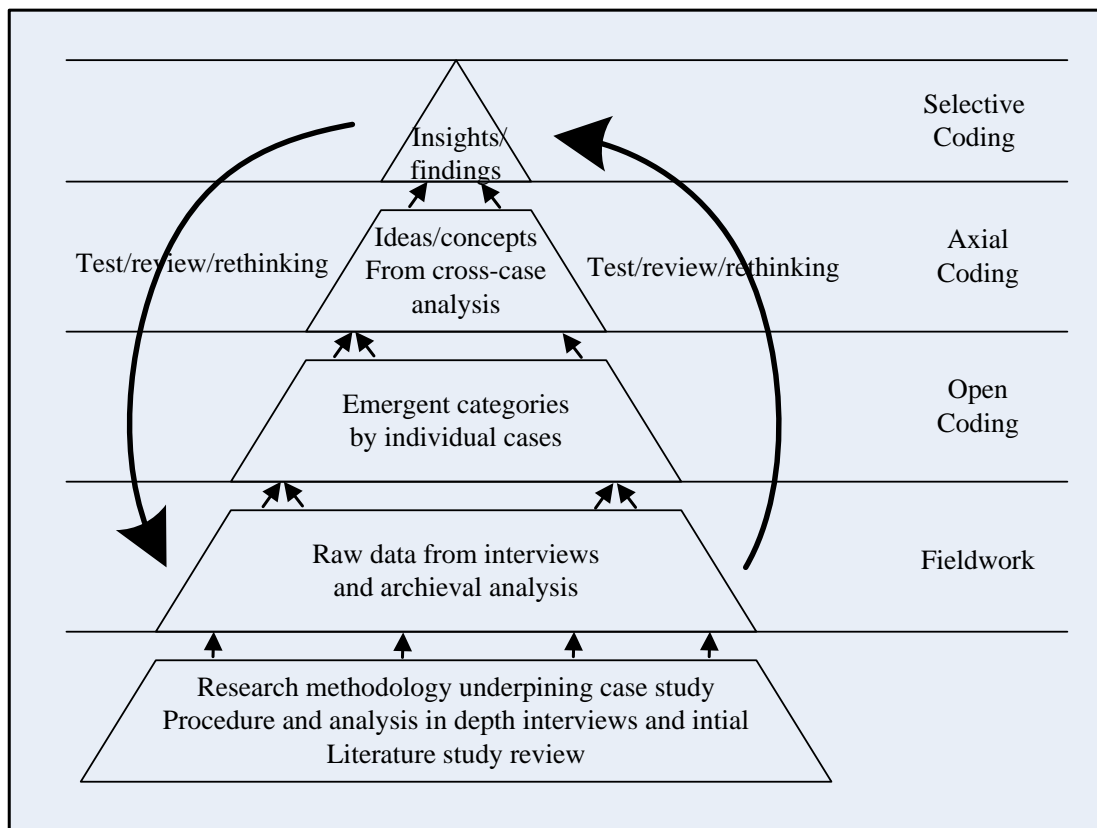 Selective
Coding
Insights/
findings
Axial
Coding
Ideas/concepts
From cross-case
analysis
Test/review/rethinking
Test/review/rethinking
Open
Coding
Emergent categories
by individual cases
Fieldwork
Raw data from interviews
and archieval analysis
Research methodology underpining case study
Procedure and analysis in depth interviews and intial
Literature study review